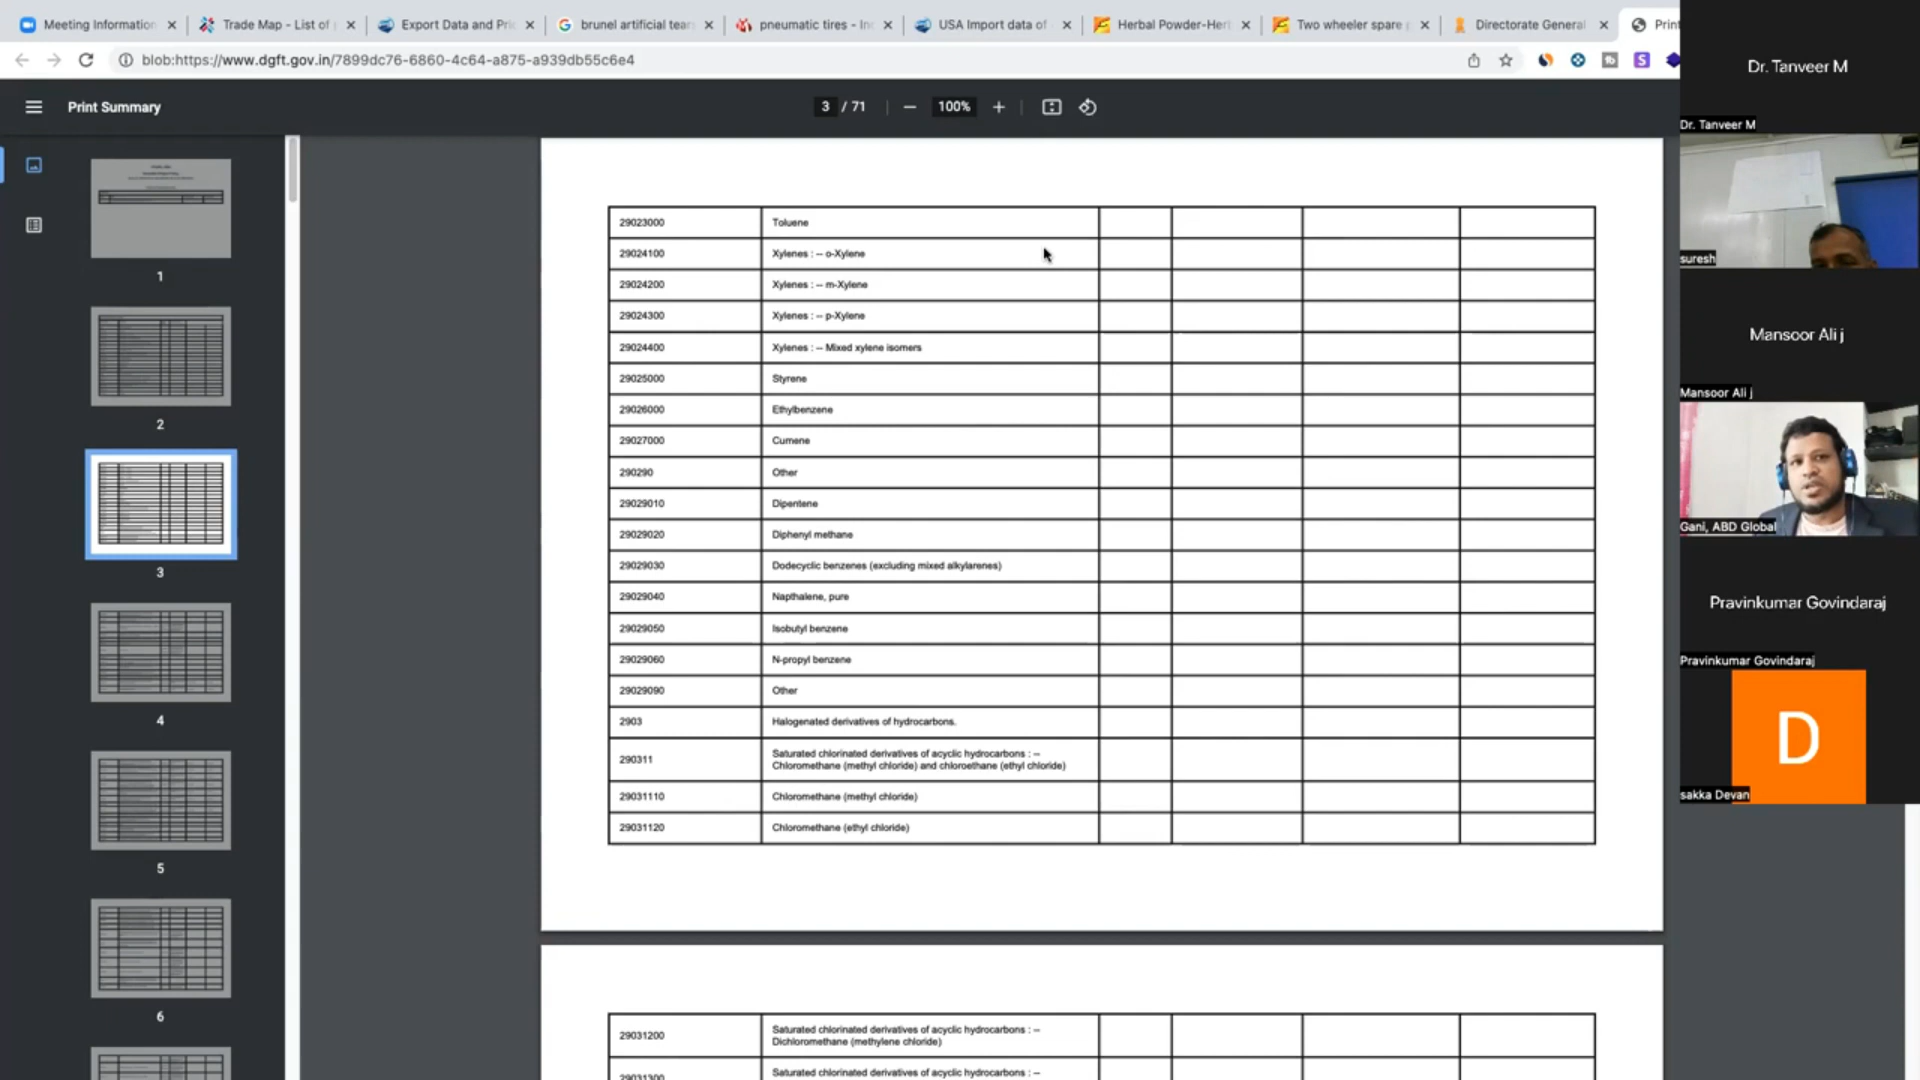 Meeting Information
Trade Map - List of
Export Data and Pric
brunel artificial tear
pneumatic tires - In
USA Import data of
Herbal Powder-Her
Two wheeler spare
Directorate General
Print
blob:https://www.dgft.gov.in/7899dc76-6860-4c64-a875-a939db55c6e4
Print Summary
3 / 71
100%
1
2
3
4
5
6
29023000 Toluene
29024100 Xylenes : -- o-Xylene
29024200 Xylenes : -- m-Xylene
29024300 Xylenes : -- p-Xylene
29024400 Xylenes : -- Mixed xylene isomers
29025000 Styrene
29026000 Ethylbenzene
29027000 Cumene
290290 Other
29029010 Dipentene
29029020 Diphenyl methane
29029030 Dodecyclic benzenes (excluding mixed alkylarenes)
29029040 Napthalene, pure
29029050 Isobutyl benzene
29029060 N-propyl benzene
29029090 Other
2903 Halogenated derivatives of hydrocarbons.
290311 Saturated chlorinated derivatives of acyclic hydrocarbons : --
Chloromethane (methyl chloride) and chloroethane (ethyl chloride)
29031110 Chloromethane (methyl chloride)
29031120 Chloromethane (ethyl chloride)
29031200 Saturated chlorinated derivatives of acyclic hydrocarbons : --
Dichloromethane (methylene chloride)
29031300 Saturated chlorinated derivatives of acyclic hydrocarbons : --
Dr. Tanveer M
Dr. Tanveer M
suresh
Mansoor Ali j
Mansoor Ali j
Gani, ABD Global
Pravinkumar Govindaraj
Pravinkumar Govindaraj
D
sakka Devan